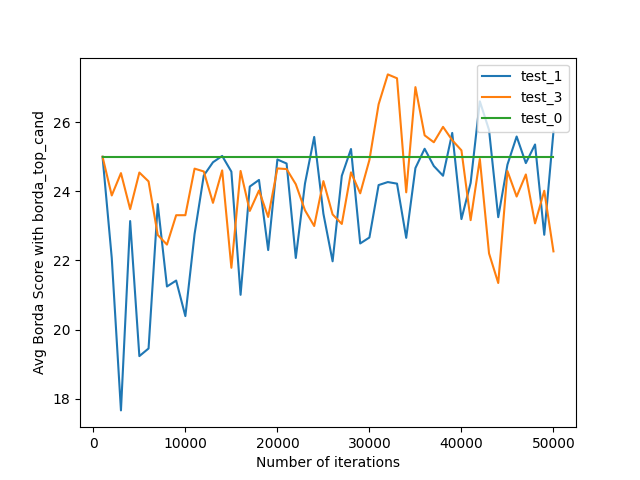 test_1
test_3
test_0
26
24
22
20
18
Avg Borda Score with borda_top_cand
0
10000
20000
30000
40000
50000
Number of iterations